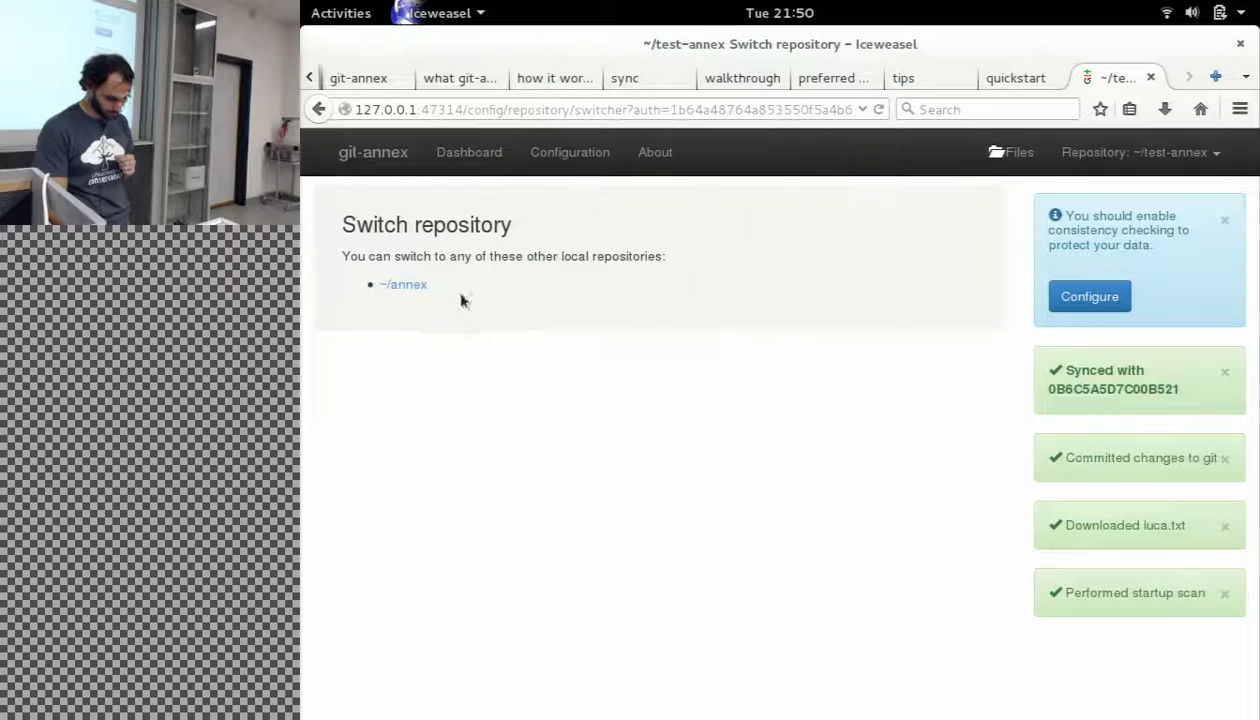 Activities
Iceweasel
Tue 21:50
~/test-annex Switch repository - Iceweasel
git-annex
what git-a...
how it wor...
sync
walkthrough
preferred ...
tips
quickstart
~/te...
127.0.0.1:47314/config/repository/switcher?auth=1b64a48764a853550f5a4b6
Search
git-annex
Dashboard
Configuration
About
Files
Repository: ~/test-annex
Switch repository
You can switch to any of these other local repositories:
~/annex
You should enable
consistency checking to
protect your data.
Configure
Synced with
0B6C5A5D7C00B521
Committed changes to git
Downloaded luca.txt
Performed startup scan
conservancy